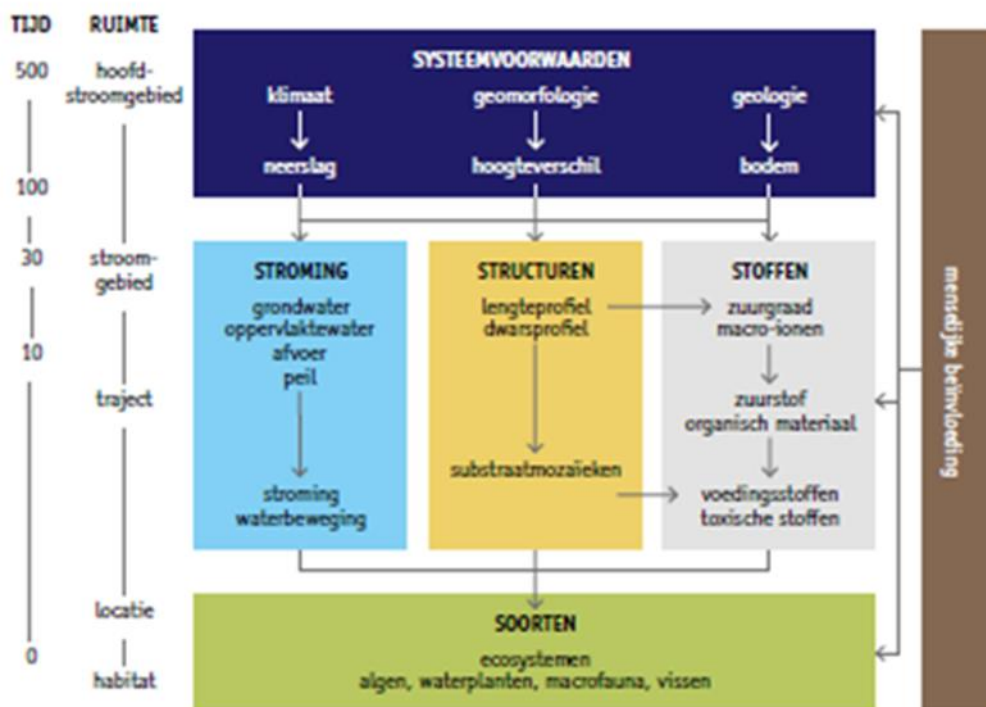 TIJD
RUIMTE
500
100
30
10
0
hoofd-
stroomgebied
stroom-
gebied
traject
locatie
habitat
SYSTEEMVOORWAARDEN
klimaat
geomorfologie
geologie
neerslag
hoogteverschil
bodem
STROMING
grondwater
oppervlaktewater
afvoer
peil
stroming
waterbeweging
STRUCTUREN
lengteprofiel
dwarsprofiel
substraatmozaïeken
STOFFEN
zuurgraad
macro-ionen
zuurstof
organisch materiaal
voedingsstoffen
toxische stoffen
SOORTEN
ecosystemen
algen, waterplanten, macrofauna, vissen
menselijke beïnvloeding